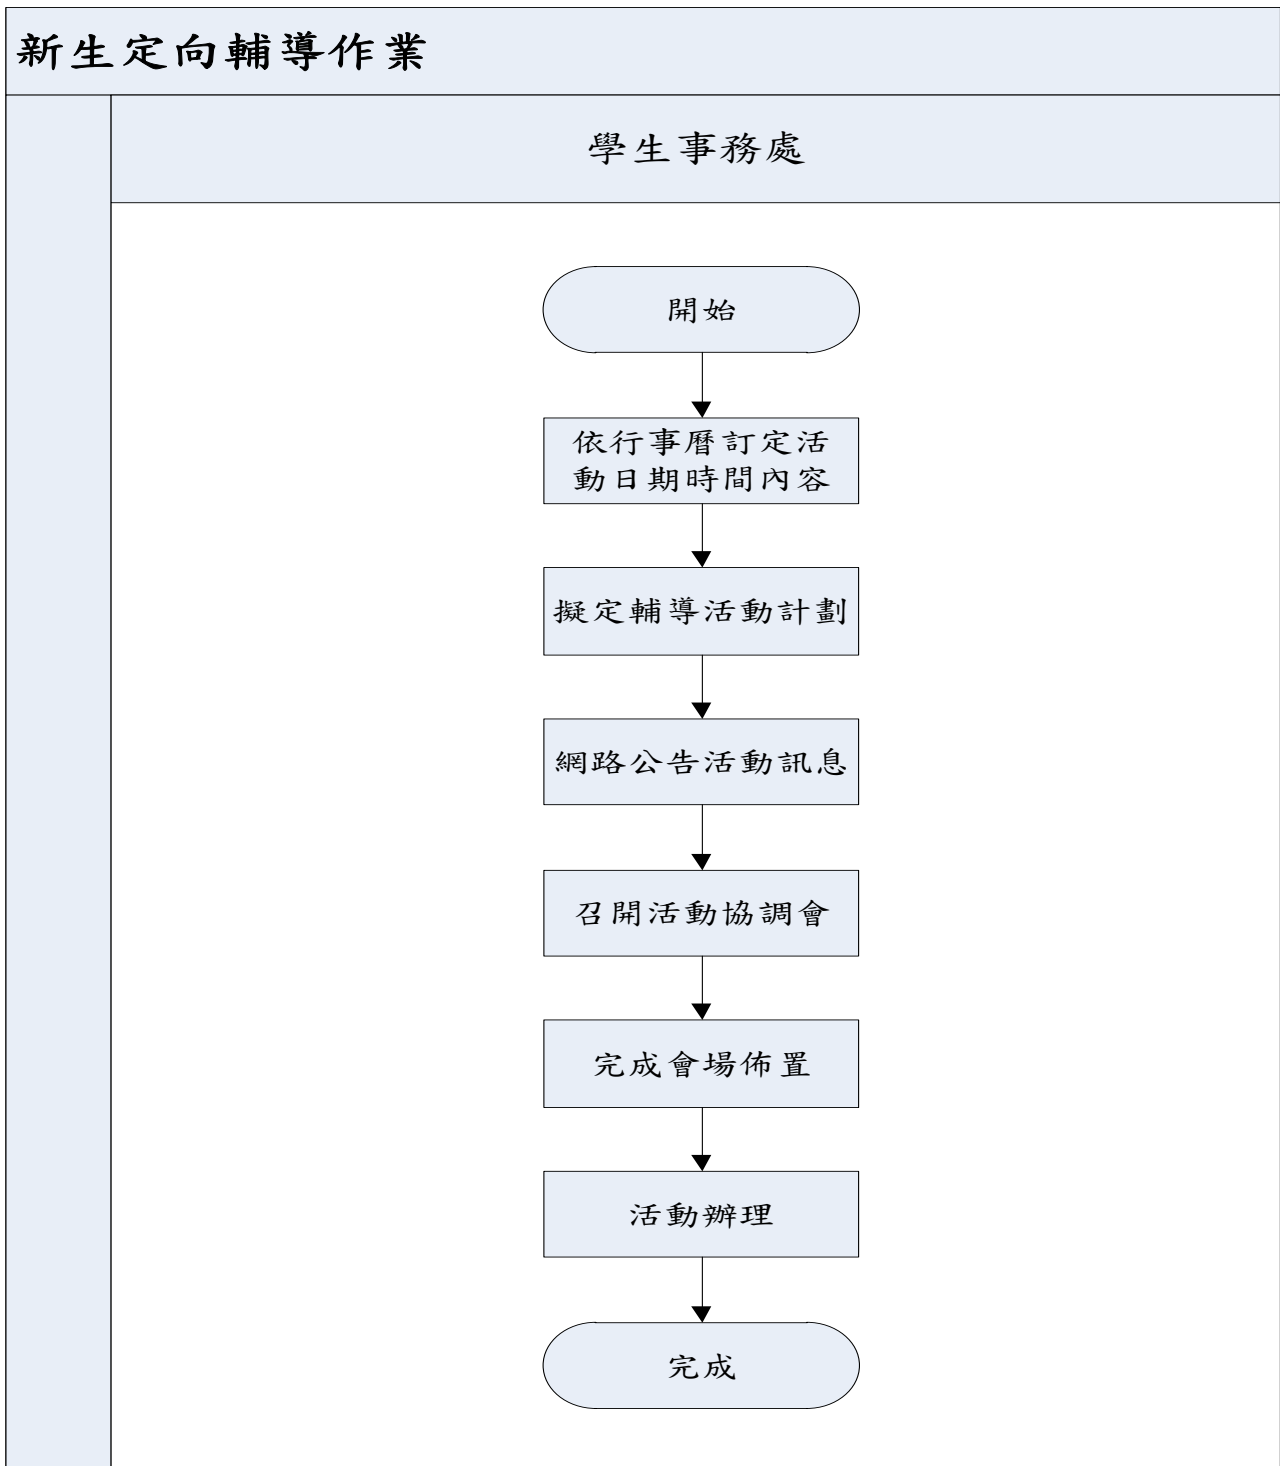 新生定向輔導作業
學生事務處
開始
依行事曆訂定活
動日期時間內容
擬定輔導活動計劃
網路公告活動訊息
召開活動協調會
完成會場佈置
活動辦理
完成